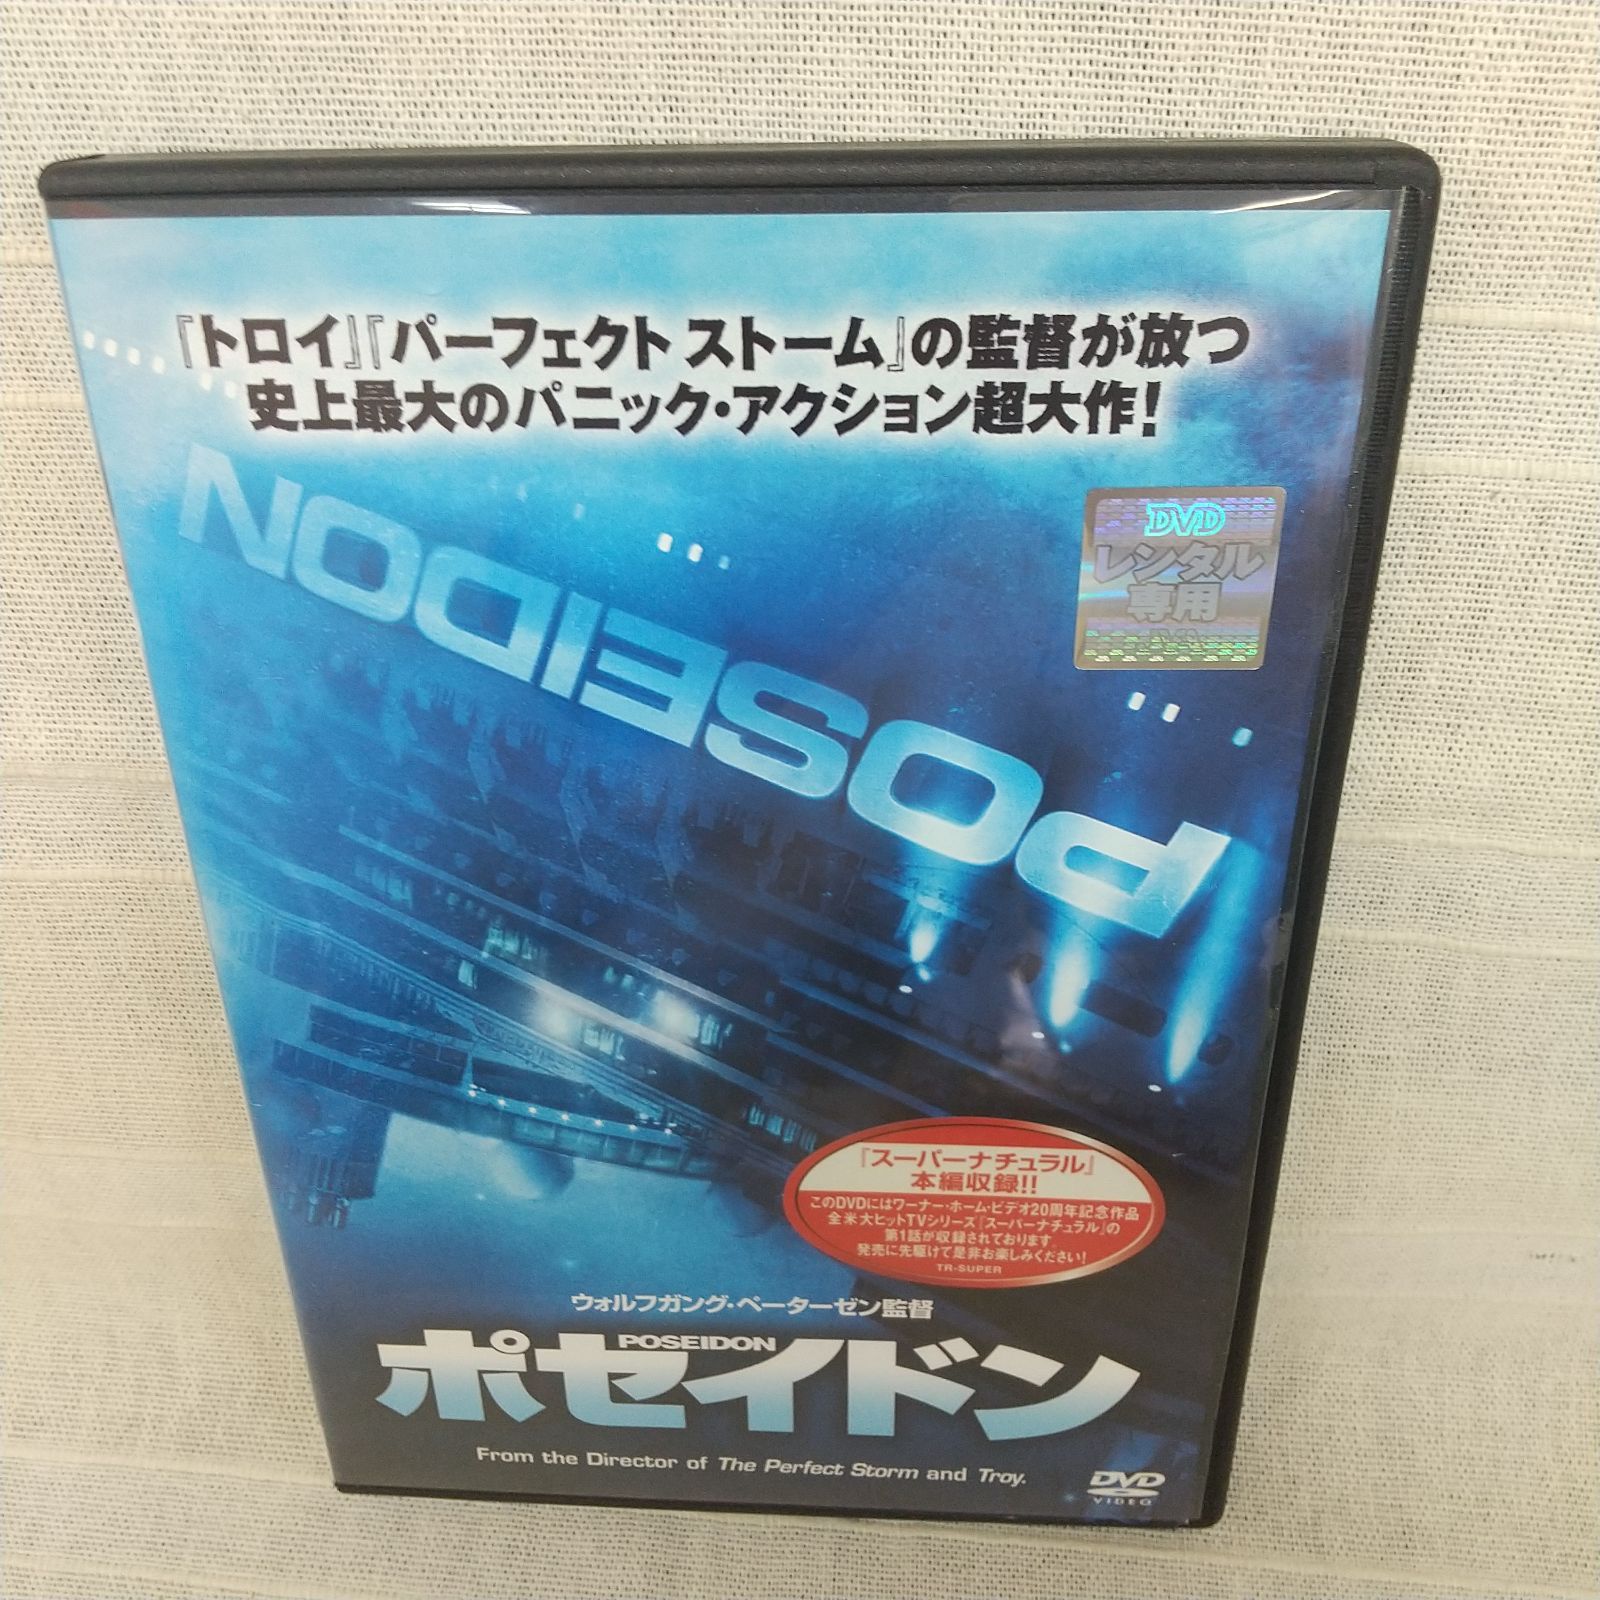 『トロイ』『パーフェクト ストーム』の監督が放つ
史上最大のパニック・アクション超大作!
POSEIDON
DVD
レンタル
専用
『スーパーナチュラル』
本編収録!!
このDVDにはワーナー・ホーム・ビデオ20周年記念作品
全米大ヒットTVシリーズ『スーパーナチュラル』の
第1話が収録されております。
発売に先駆けて是非お楽しみください!
TR-SUPER
ウォルフガング・ペーターゼン監督
POSEIDON
ポセイドン
From the Director of The Perfect Storm and Troy.
DVD
VIDEO